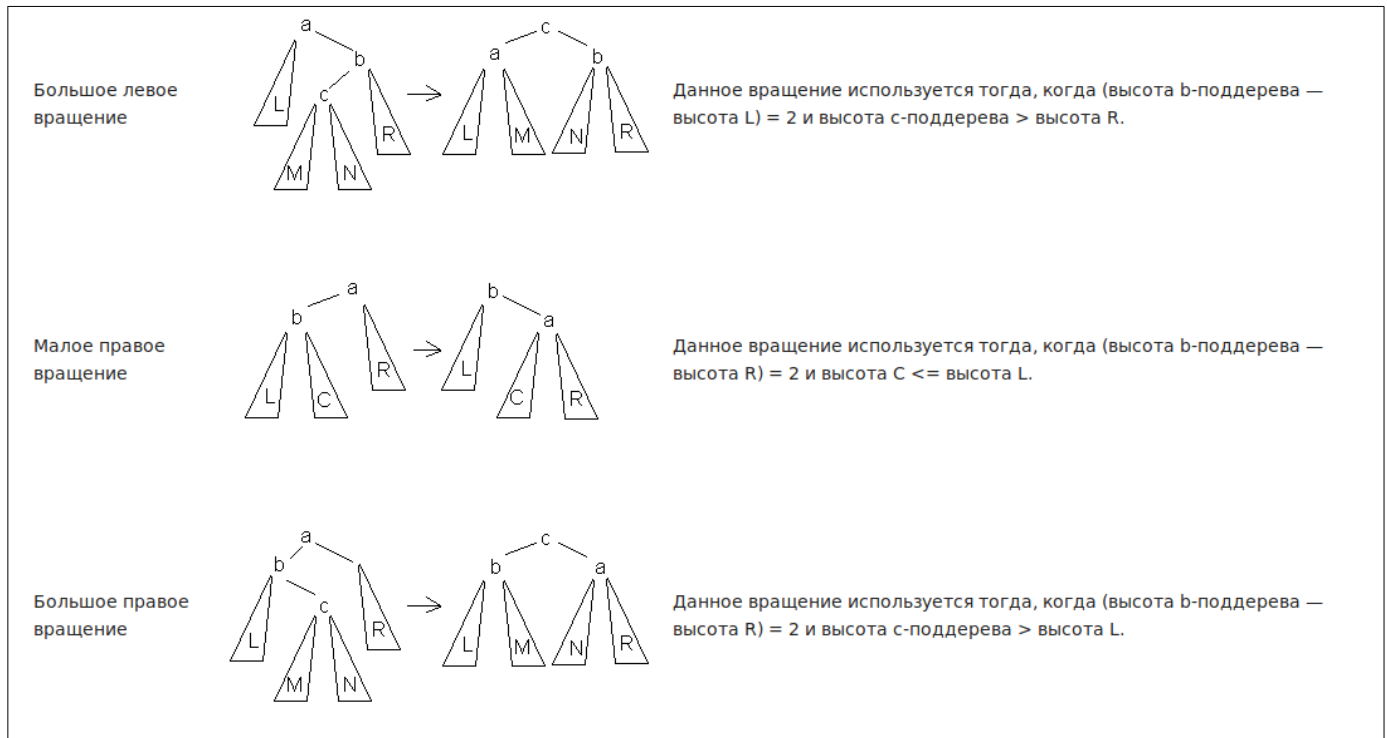 Большое левое
вращение
a
b
c
L
R
M
N
c
a
b
L
M
N
R
Данное вращение используется тогда, когда (высота b-поддерева —
высота L) = 2 и высота c-поддерева > высота R.
Малое правое
вращение
a
b
R
L
C
b
a
L
C
R
Данное вращение используется тогда, когда (высота b-поддерева —
высота R) = 2 и высота C <= высота L.
Большое правое
вращение
a
b
c
L
R
M
N
c
b
a
L
M
N
R
Данное вращение используется тогда, когда (высота b-поддерева —
высота R) = 2 и высота c-поддерева > высота L.